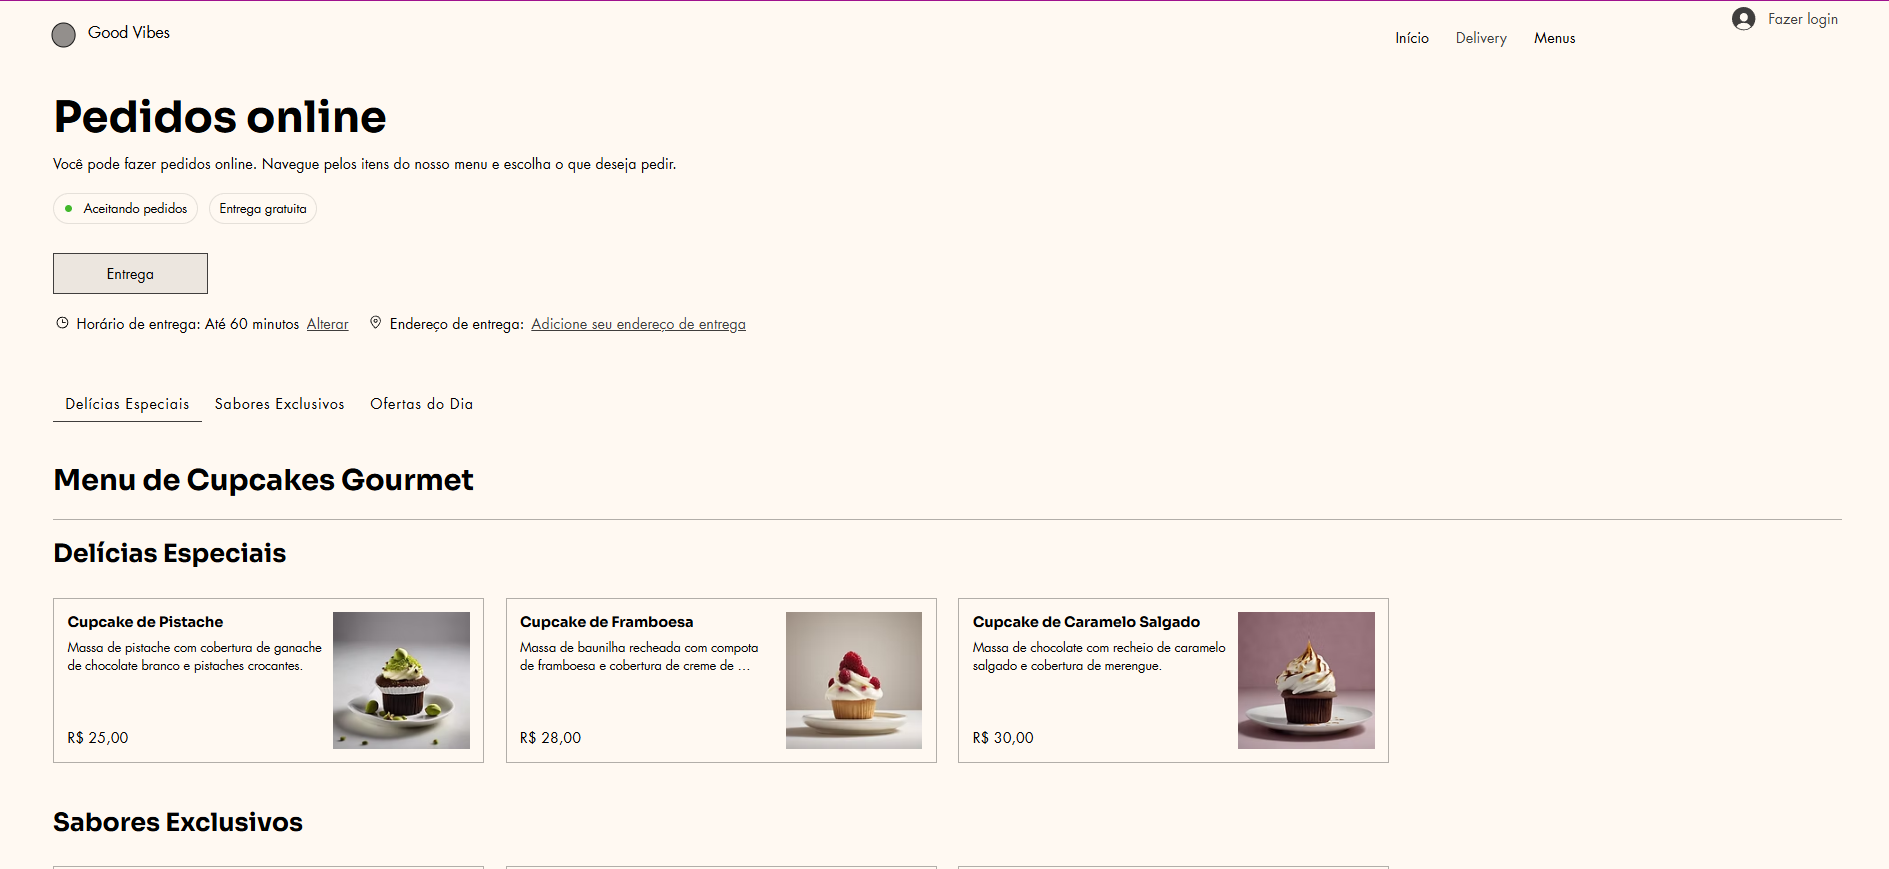 Good Vibes
Início
Delivery
Menus
Fazer login
Pedidos online
Você pode fazer pedidos online. Navegue pelos itens do nosso menu e escolha o que deseja pedir.
Aceitando pedidos
Entrega gratuita
Entrega
Horário de entrega: Até 60 minutos Alterar
Endereço de entrega: Adicione seu endereço de entrega
Delícias Especiais
Sabores Exclusivos
Ofertas do Dia
Menu de Cupcakes Gourmet
Delícias Especiais
Cupcake de Pistache
Massa de pistache com cobertura de ganache
de chocolate branco e pistaches crocantes.
R$ 25,00
Cupcake de Framboesa
Massa de baunilha recheada com compota
de framboesa e cobertura de creme de ...
R$ 28,00
Cupcake de Caramelo Salgado
Massa de chocolate com recheio de caramelo
salgado e cobertura de merengue.
R$ 30,00
Sabores Exclusivos